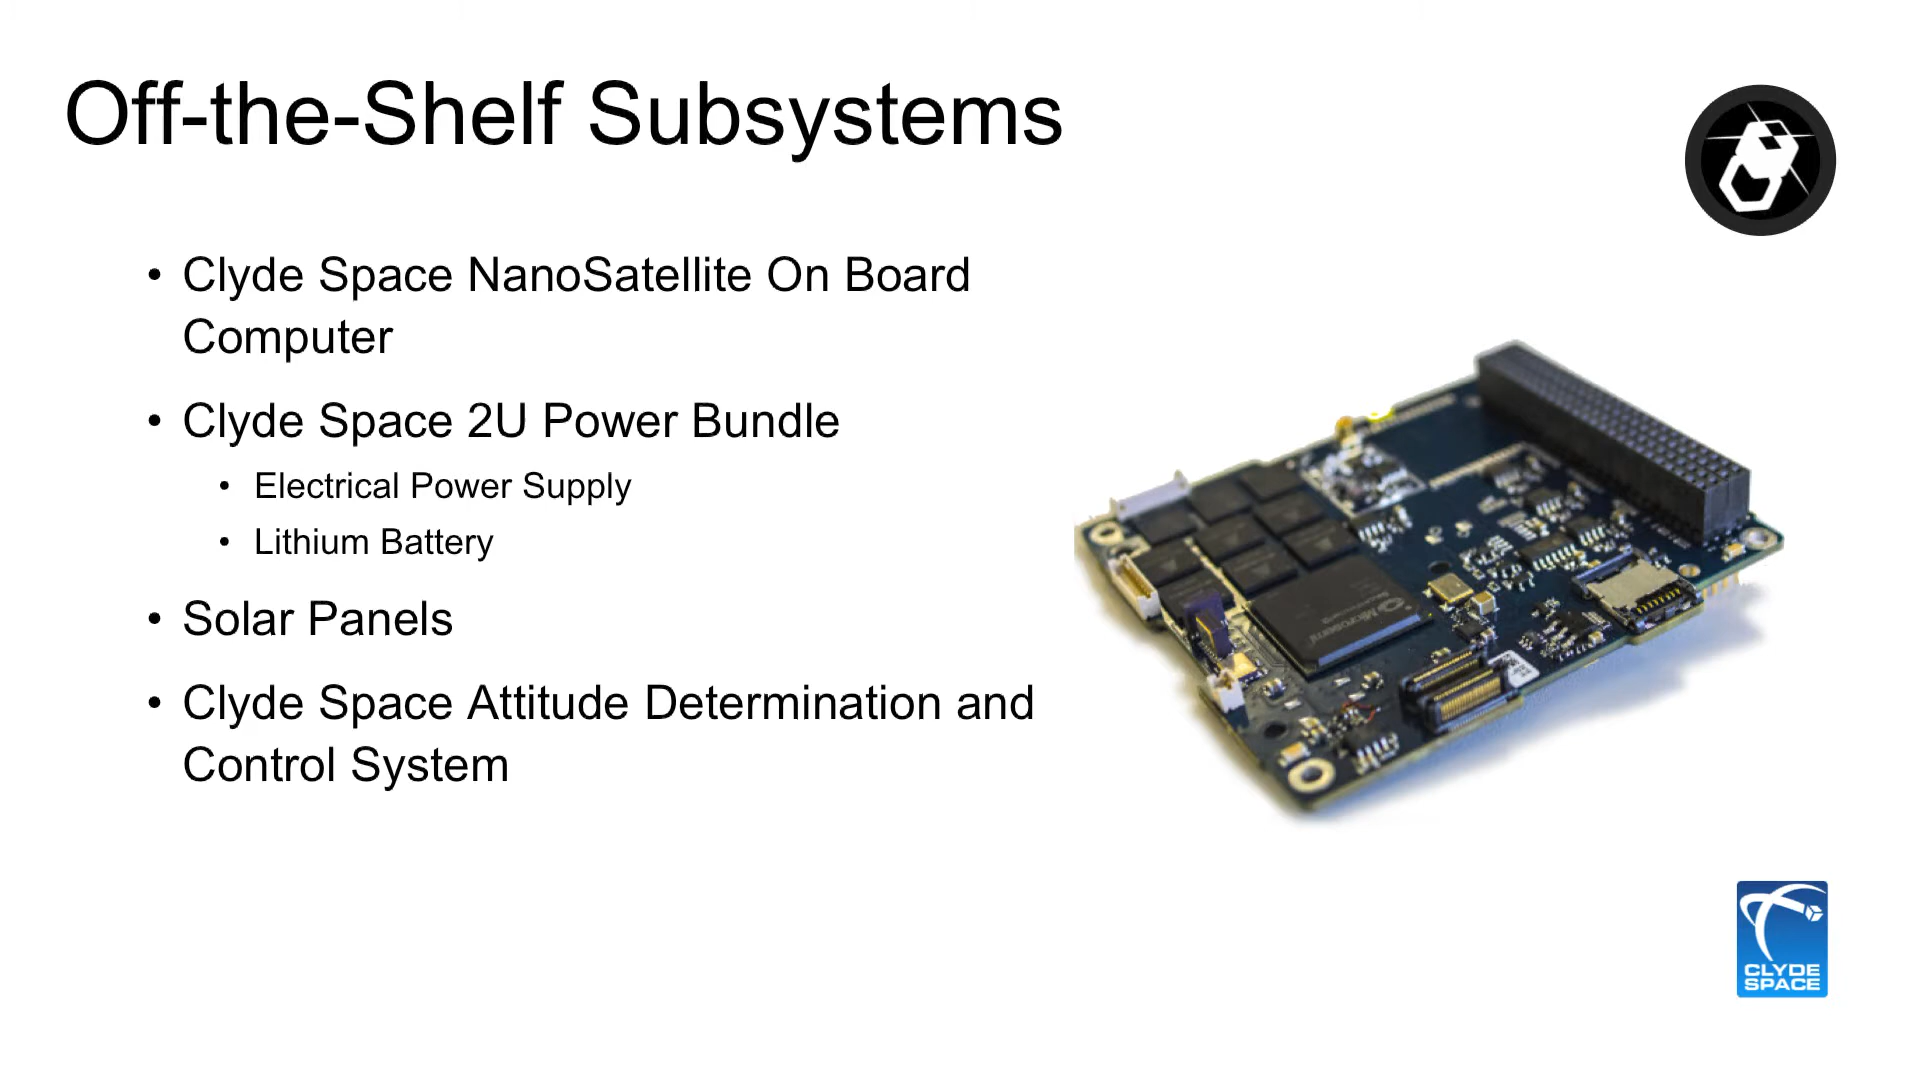 Off-the-Shelf Subsystems
• Clyde Space NanoSatellite On Board
Computer
• Clyde Space 2U Power Bundle
• Electrical Power Supply
• Lithium Battery
• Solar Panels
• Clyde Space Attitude Determination and
Control System
Microsemi
CLYDE
SPACE